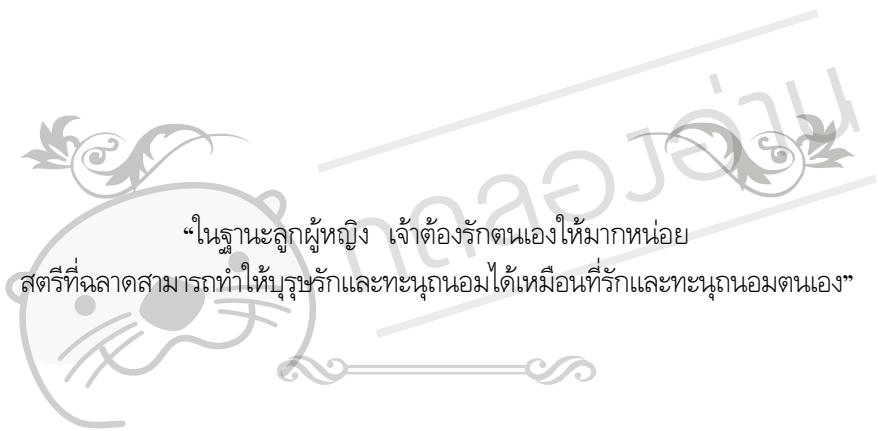 ทดลองอ่าน
“ในฐานะลูกผู้หญิง เจ้าต้องรักตนเองให้มากหน่อย
สตรีที่ฉลาดสามารถทำให้บุรุษรักและทะนุถนอมได้เหมือนที่รักและทะนุถนอมตนเอง”